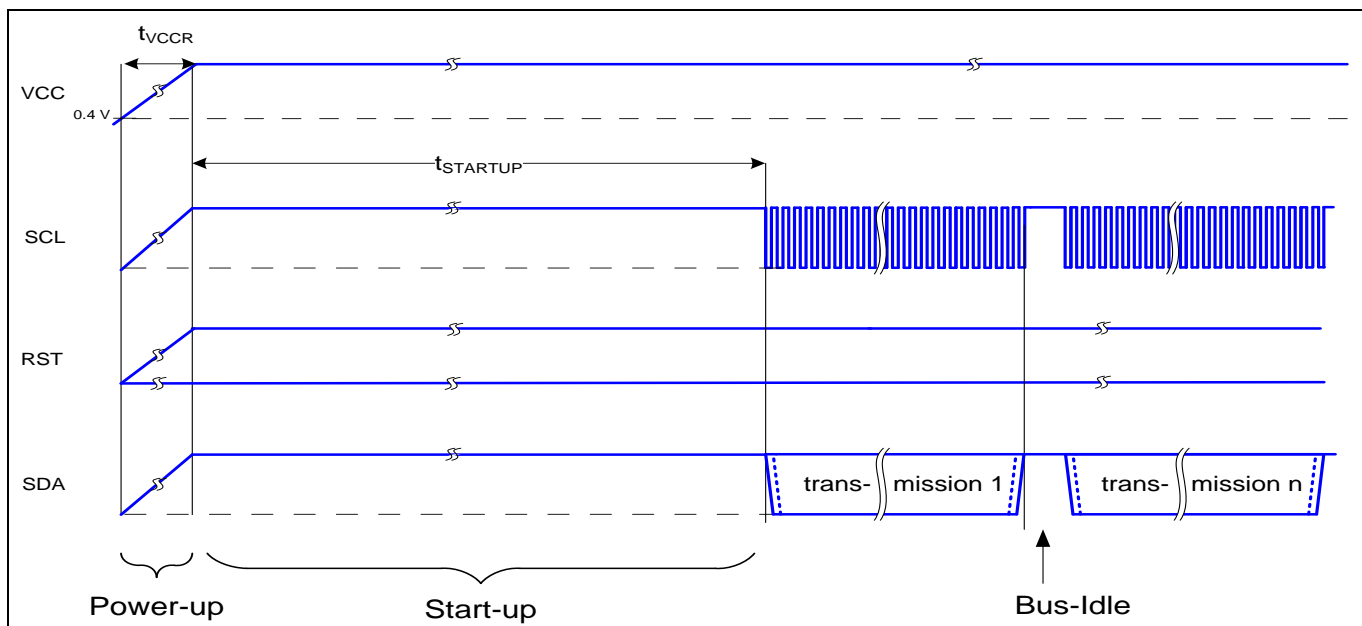 tVCCR
VCC
0.4 V
tSTARTUP
SCL
RST
SDA
trans- mission 1
trans- mission n
Power-up
Start-up
Bus-Idle